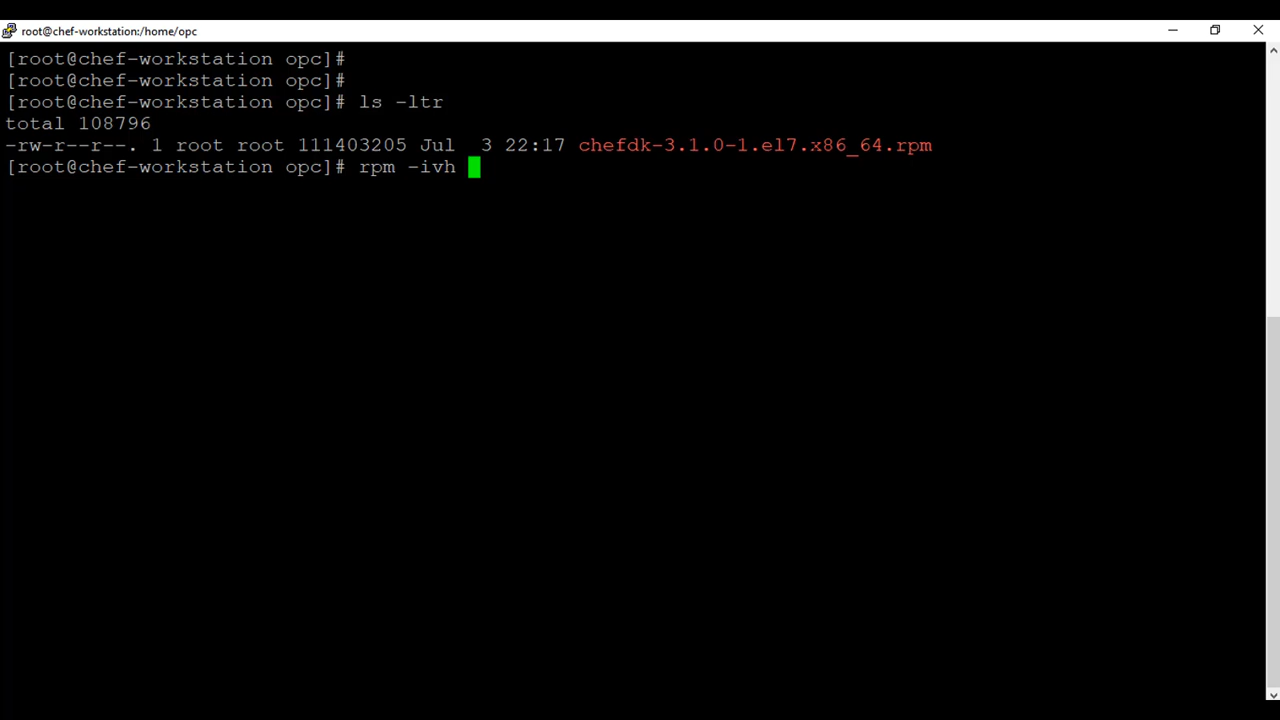 root@chef-workstation:/home/opc
[root@chef-workstation opc]#
[root@chef-workstation opc]#
[root@chef-workstation opc]# ls -ltr
total 108796
-rw-r--r--. 1 root root 111403205 Jul  3 22:17 chefdk-3.1.0-1.el7.x86_64.rpm
[root@chef-workstation opc]# rpm -ivh